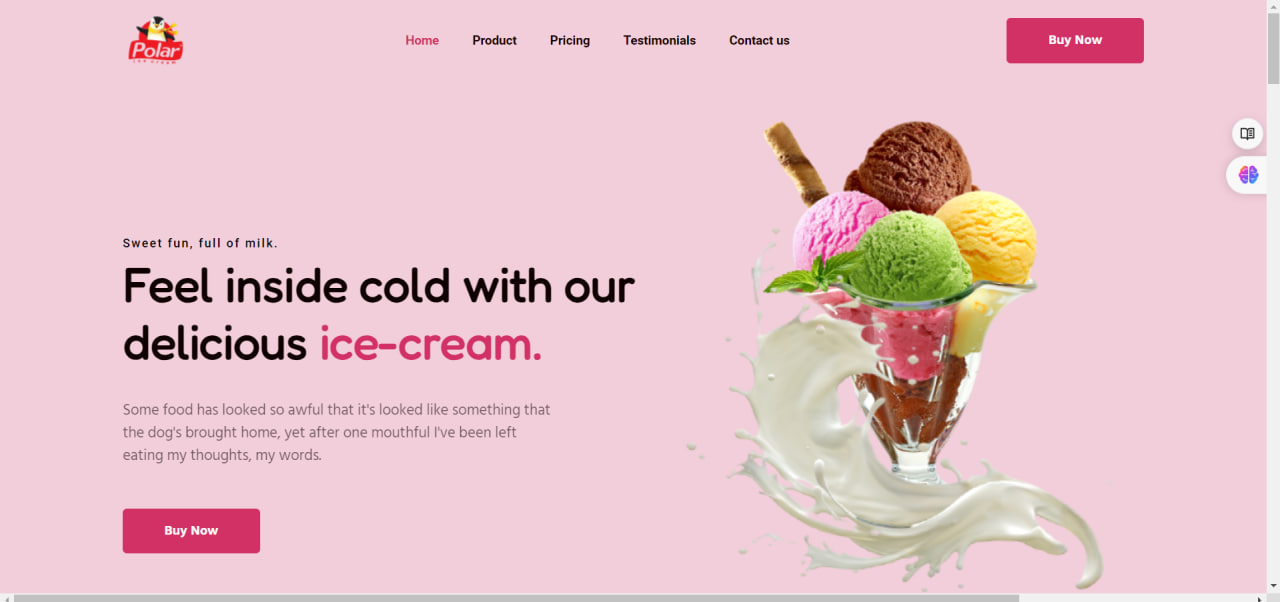 Polar
ice cream
Home
Product
Pricing
Testimonials
Contact us
Buy Now
Sweet fun, full of milk.
Feel inside cold with our
delicious ice-cream.
Some food has looked so awful that it's looked like something that
the dog's brought home, yet after one mouthful I've been left
eating my thoughts, my words.
Buy Now